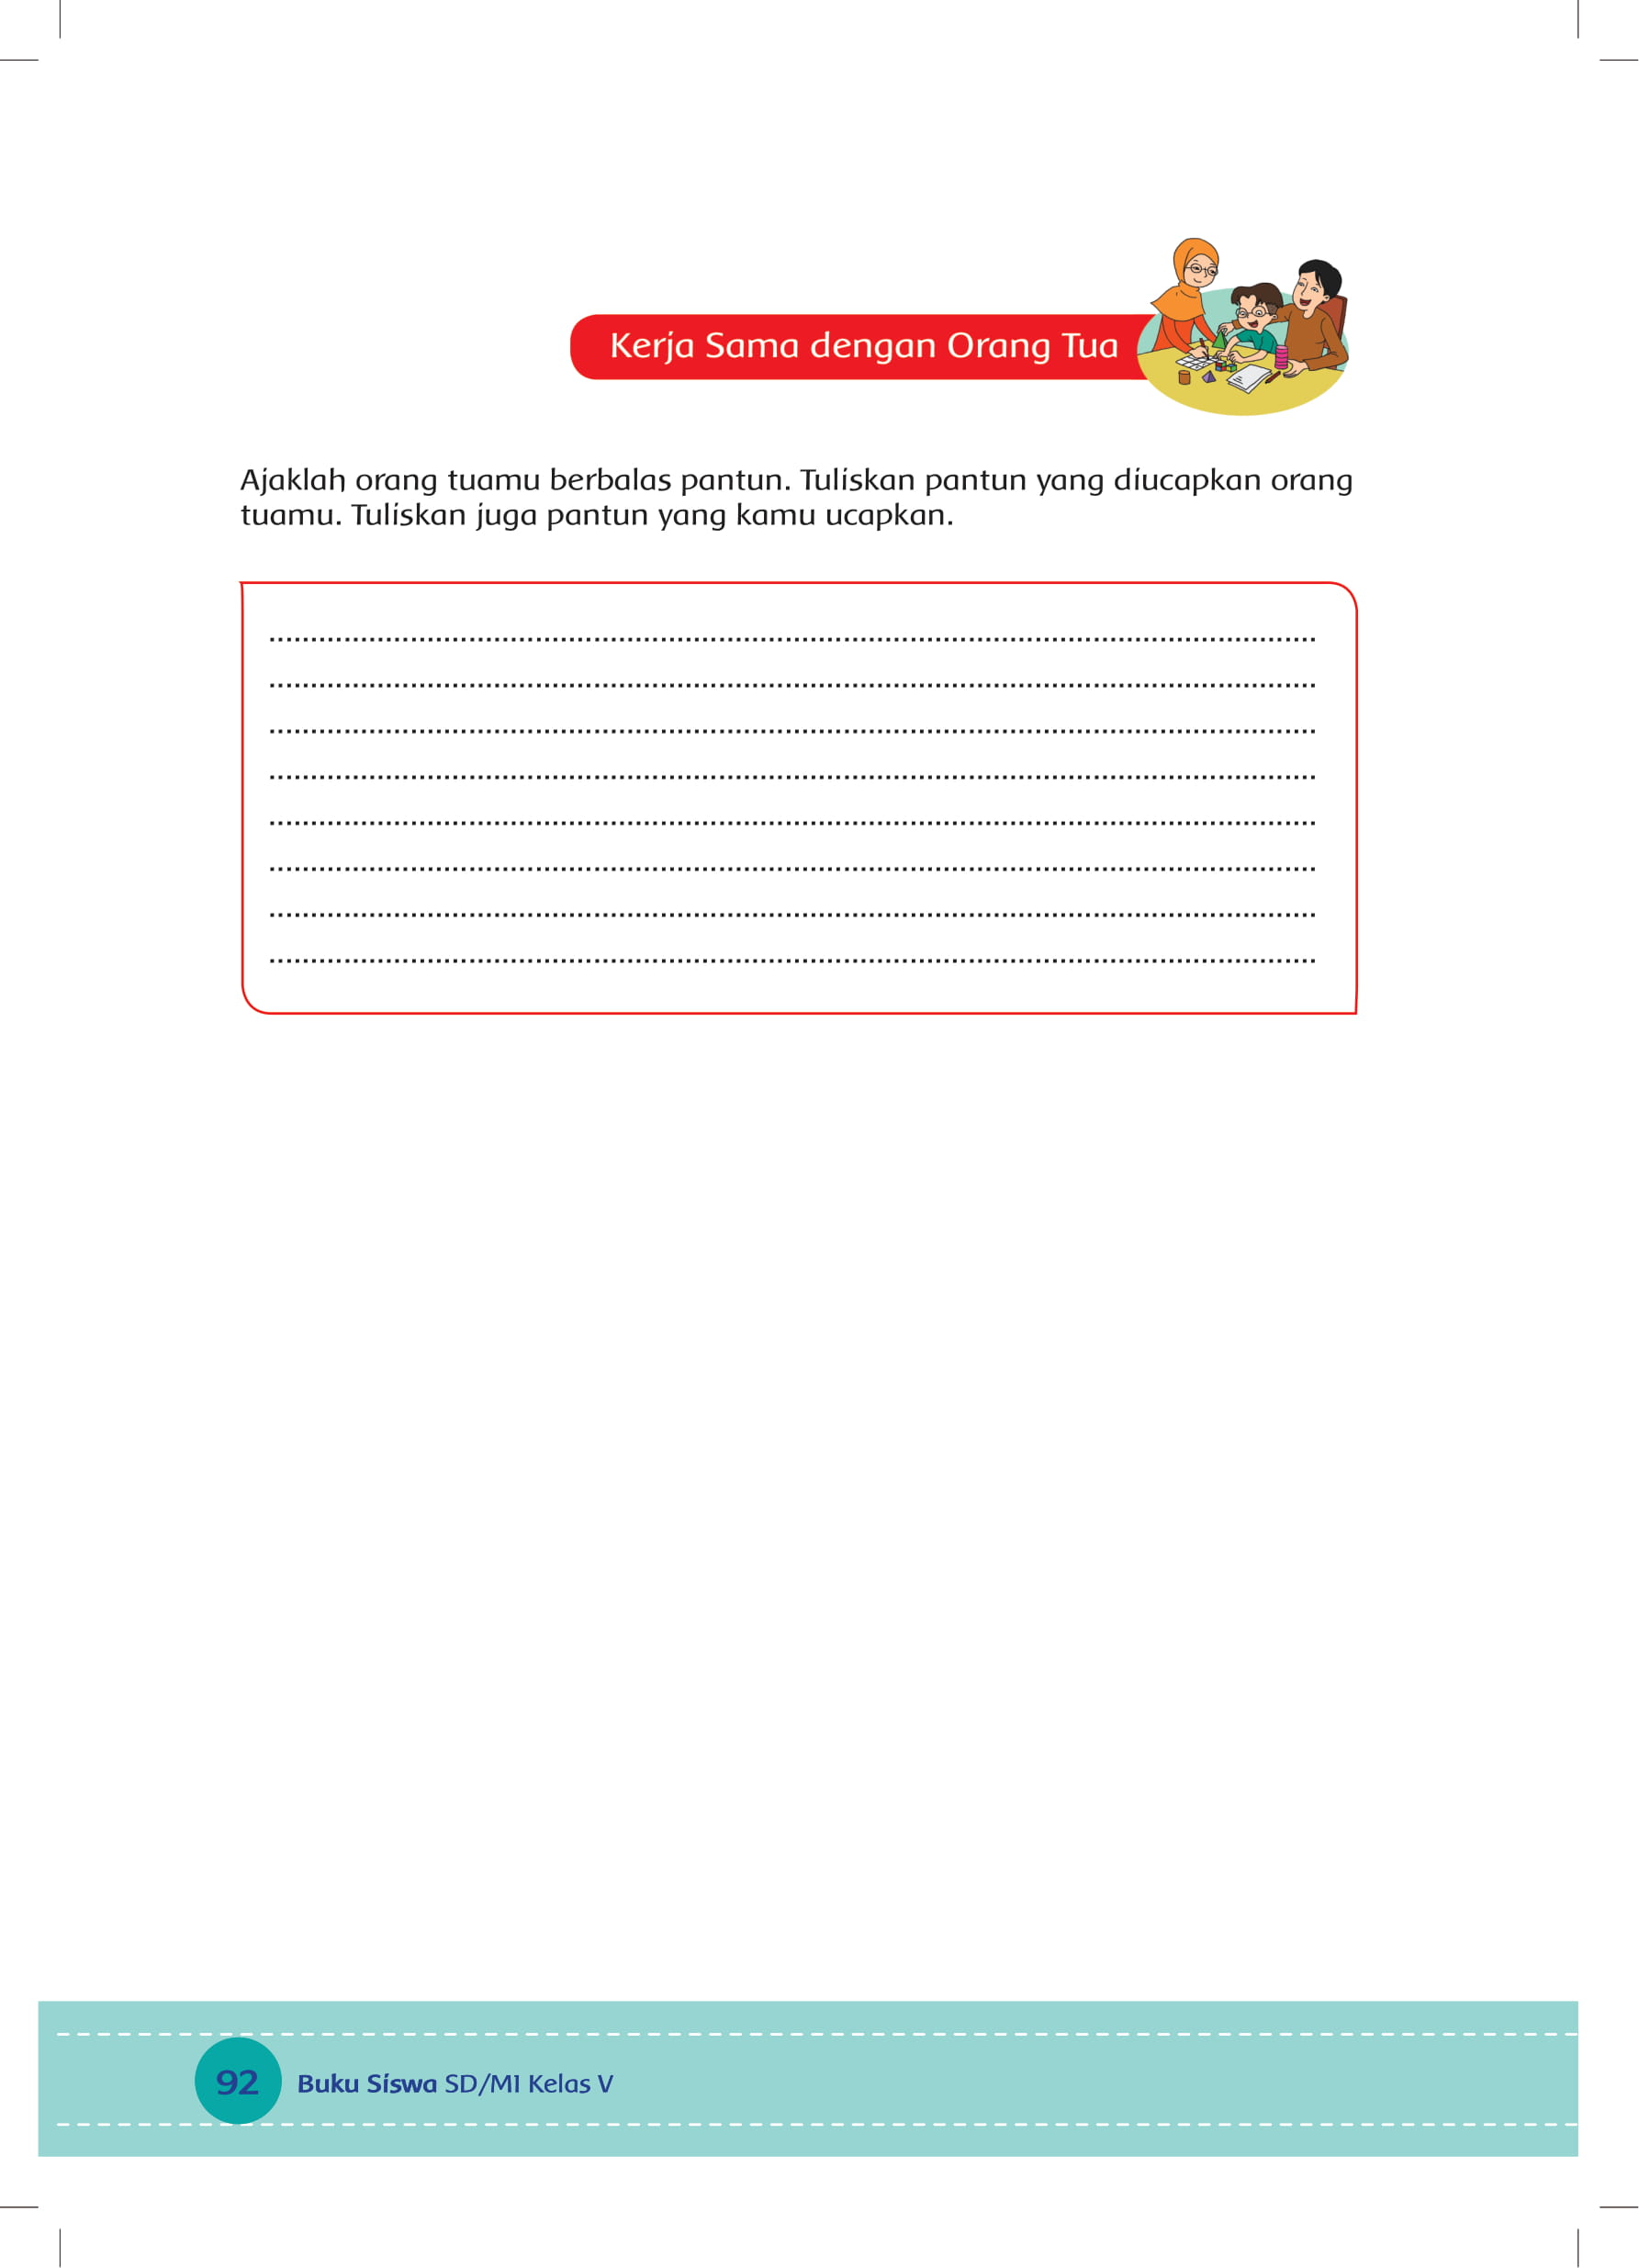 Kerja Sama dengan Orang Tua
Ajaklah orang tuamu berbalas pantun. Tuliskan pantun yang diucapkan orang
tuamu. Tuliskan juga pantun yang kamu ucapkan.
92 Buku Siswa SD/MI Kelas V